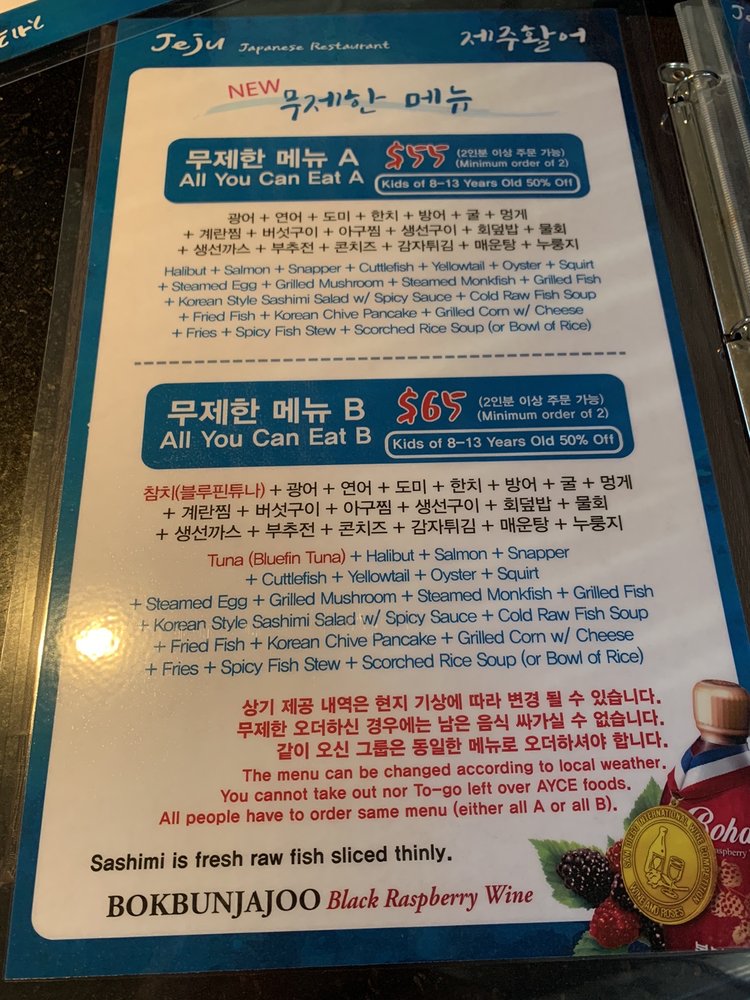 Jeju Japanese Restaurant 제주활어
NEW 무제한 메뉴
무제한 메뉴 A $55 (2인분 이상 주문 가능)
All You Can Eat A (Minimum order of 2)
Kids of 8-13 Years Old 50% Off
광어 + 연어 + 도미 + 한치 + 방어 + 굴 + 멍게
+ 계란찜 + 버섯구이 + 아구찜 + 생선구이 + 회덮밥 + 물회
+ 생선까스 + 부추전 + 콘치즈 + 감자튀김 + 매운탕 + 누룽지
Halibut + Salmon + Snapper + Cuttlefish + Yellowtail + Oyster + Squirt
+ Steamed Egg + Grilled Mushroom + Steamed Monkfish + Grilled Fish
+ Korean Style Sashimi Salad w/ Spicy Sauce + Cold Raw Fish Soup
+ Fried Fish + Korean Chive Pancake + Grilled Corn w/ Cheese
+ Fries + Spicy Fish Stew + Scorched Rice Soup (or Bowl of Rice)
무제한 메뉴 B $65 (2인분 이상 주문 가능)
All You Can Eat B (Minimum order of 2)
Kids of 8-13 Years Old 50% Off
참치(블루핀튜나) + 광어 + 연어 + 도미 + 한치 + 방어 + 굴 + 멍게
+ 계란찜 + 버섯구이 + 아구찜 + 생선구이 + 회덮밥 + 물회
+ 생선까스 + 부추전 + 콘치즈 + 감자튀김 + 매운탕 + 누룽지
Tuna (Bluefin Tuna) + Halibut + Salmon + Snapper
+ Cuttlefish + Yellowtail + Oyster + Squirt
+ Steamed Egg + Grilled Mushroom + Steamed Monkfish + Grilled Fish
+ Korean Style Sashimi Salad w/ Spicy Sauce + Cold Raw Fish Soup
+ Fried Fish + Korean Chive Pancake + Grilled Corn w/ Cheese
+ Fries + Spicy Fish Stew + Scorched Rice Soup (or Bowl of Rice)
상기 제공 내역은 현지 기상에 따라 변경 될 수 있습니다.
무제한 오더하신 경우에는 남은 음식 싸가실 수 없습니다.
같이 오신 그룹은 동일한 메뉴로 오더하셔야 합니다.
The menu can be changed according to local weather.
You cannot take out nor To-go left over AYCE foods.
All people have to order same menu (either all A or all B).
Sashimi is fresh raw fish sliced thinly.
BOKBUNJAJOO Black Raspberry Wine
SAN DIEGO INTERNATIONAL WINE COMPETITION
WINE AND ROSES